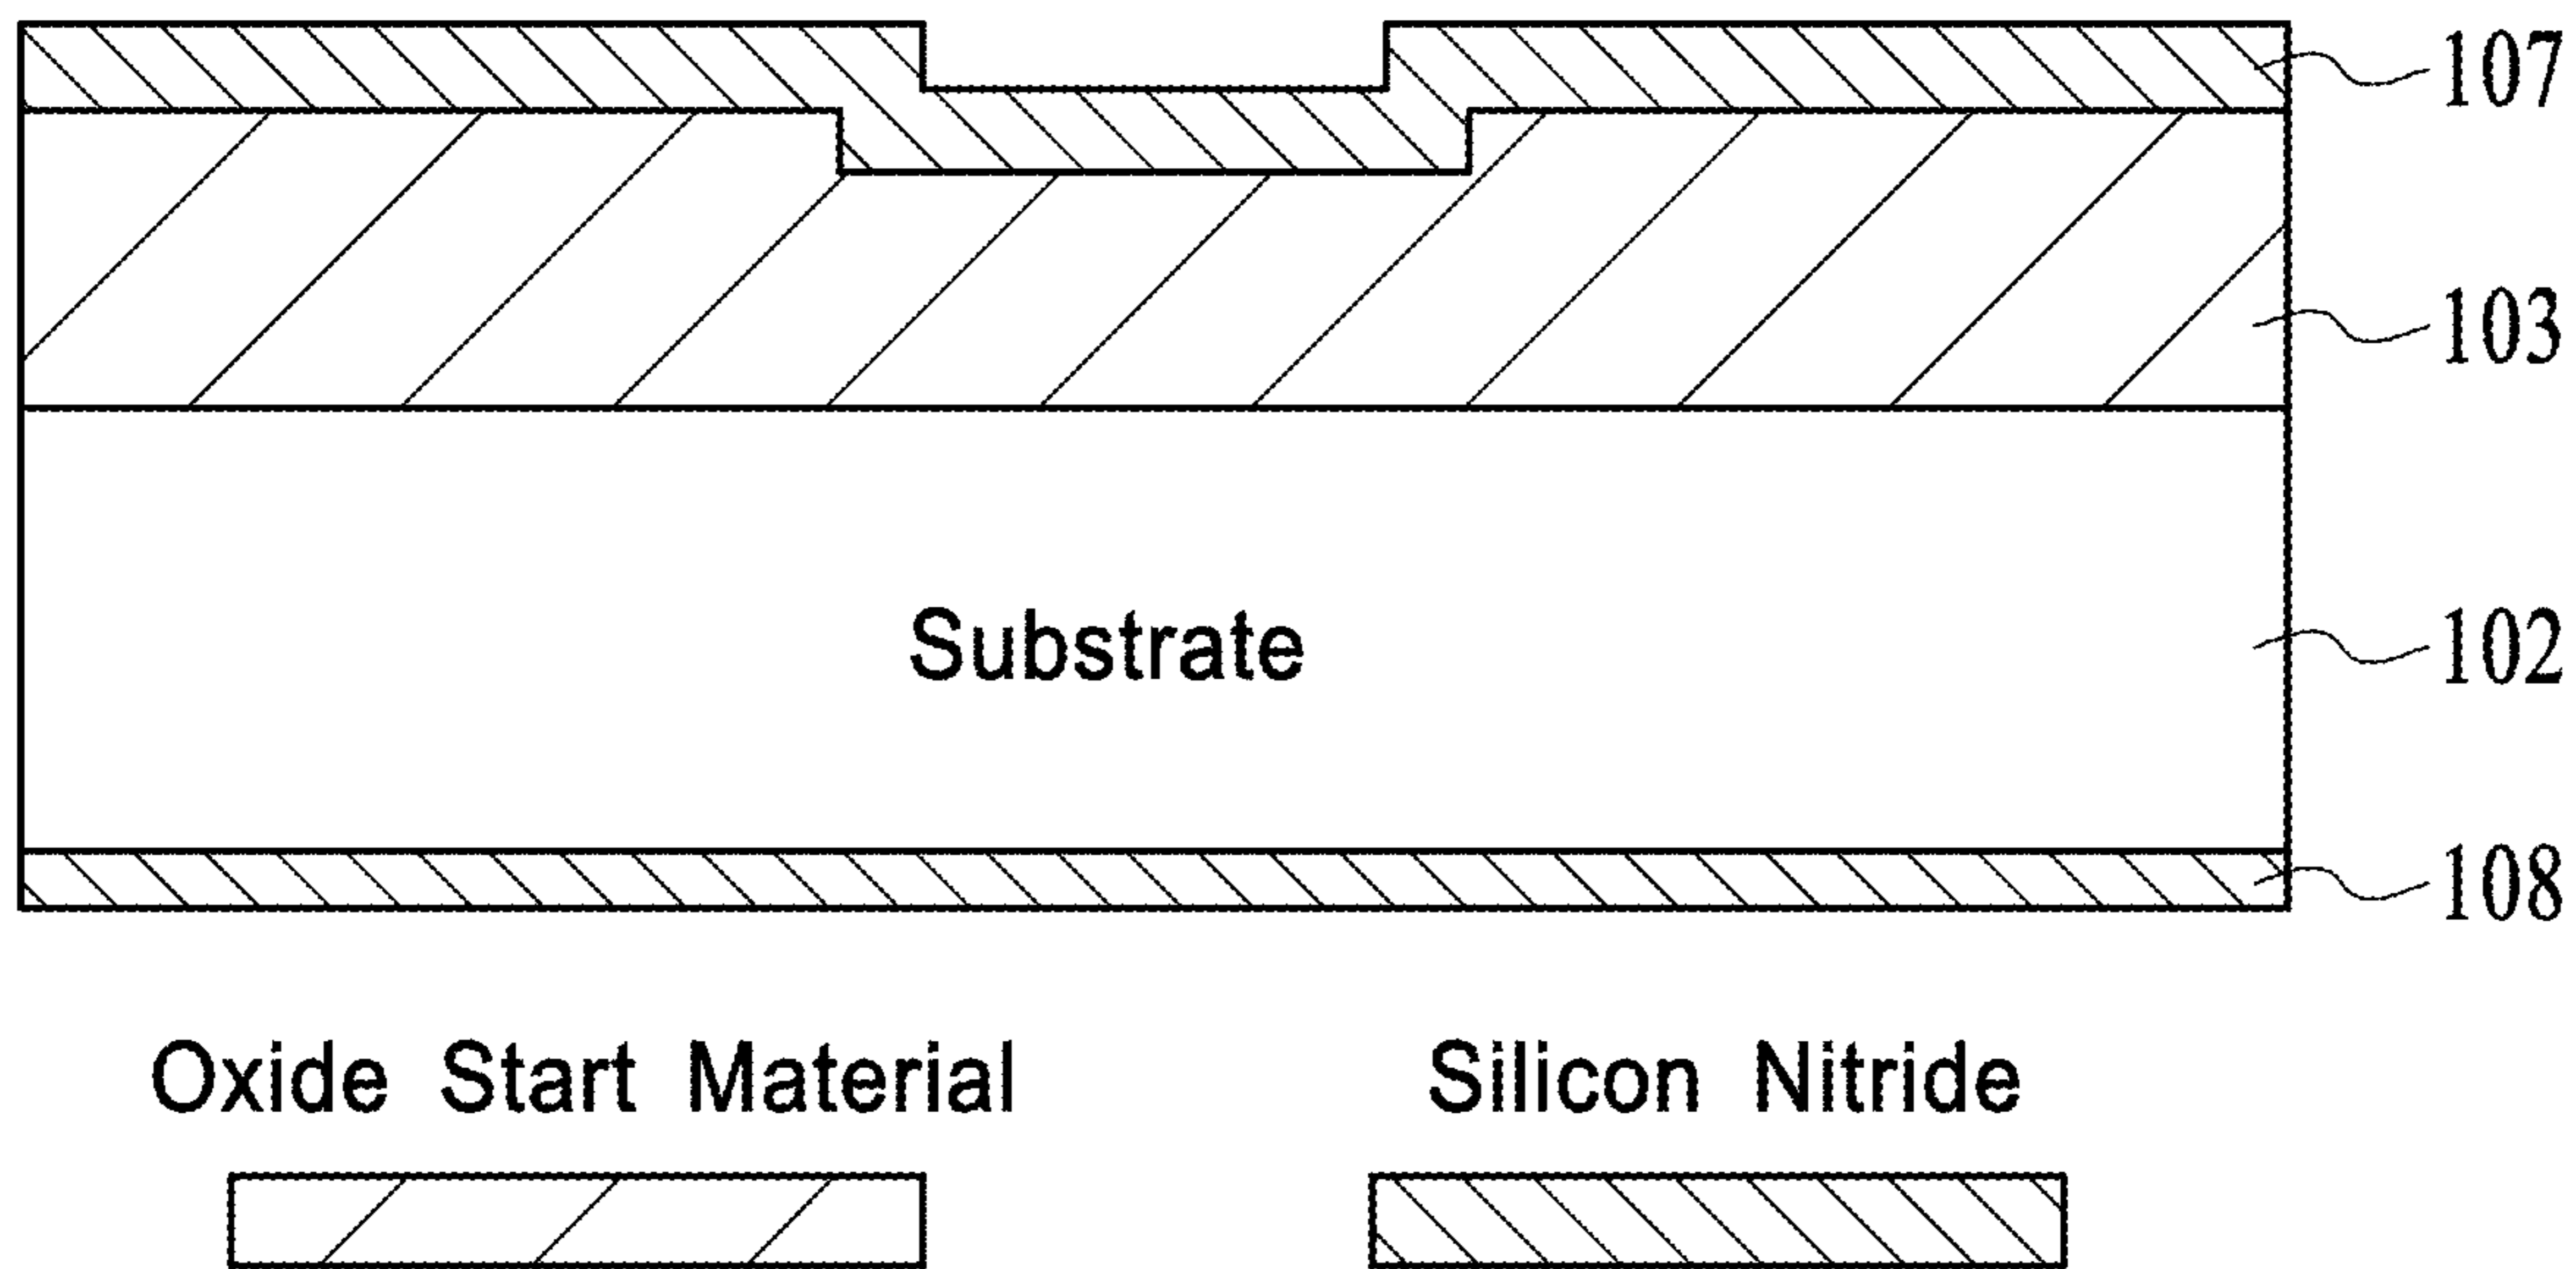 107
103
Substrate
102
108
Oxide Start Material
Silicon Nitride